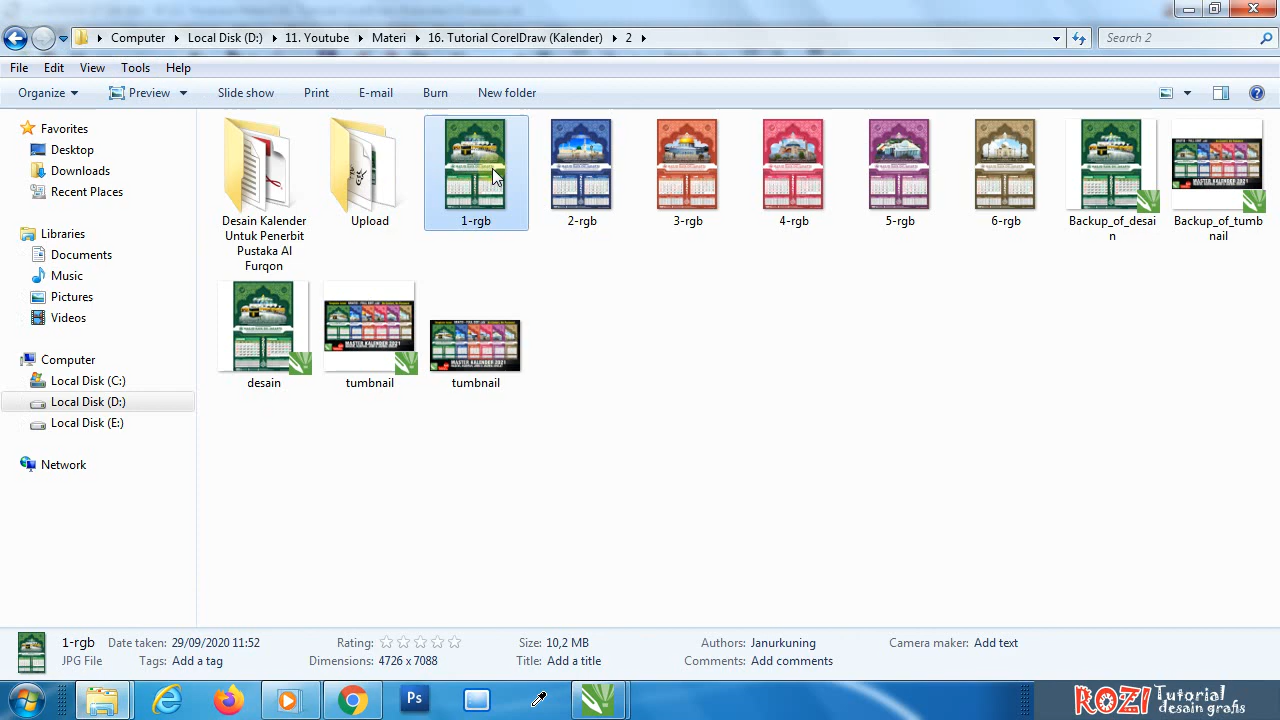 Computer
Local Disk (D:)
11. Youtube
Materi
16. Tutorial CorelDraw (Kalender)
2
Search 2
File
Edit
View
Tools
Help
Organize
Preview
Slide show
Print
E-mail
Burn
New folder
Favorites
Desktop
Downloads
Recent Places
Libraries
Documents
Music
Pictures
Videos
Computer
Local Disk (C:)
Local Disk (D:)
Local Disk (E:)
Network
Desain Kalender
Untuk Penerbit
Pustaka Al
Furqon
Upload
1-rgb
2-rgb
3-rgb
4-rgb
5-rgb
6-rgb
Backup_of_desai
n
Backup_of_tumb
nail
desain
tumbnail
tumbnail
MASTER KALENDER 2021
1-rgb
Date taken: 29/09/2020 11:52
Rating:
Size: 10,2 MB
Authors: Janurkuning
Camera maker: Add text
JPG File
Tags: Add a tag
Dimensions: 4726 x 7088
Title: Add a title
Comments: Add comments
Ps
ROZI Tutorial
desain grafis